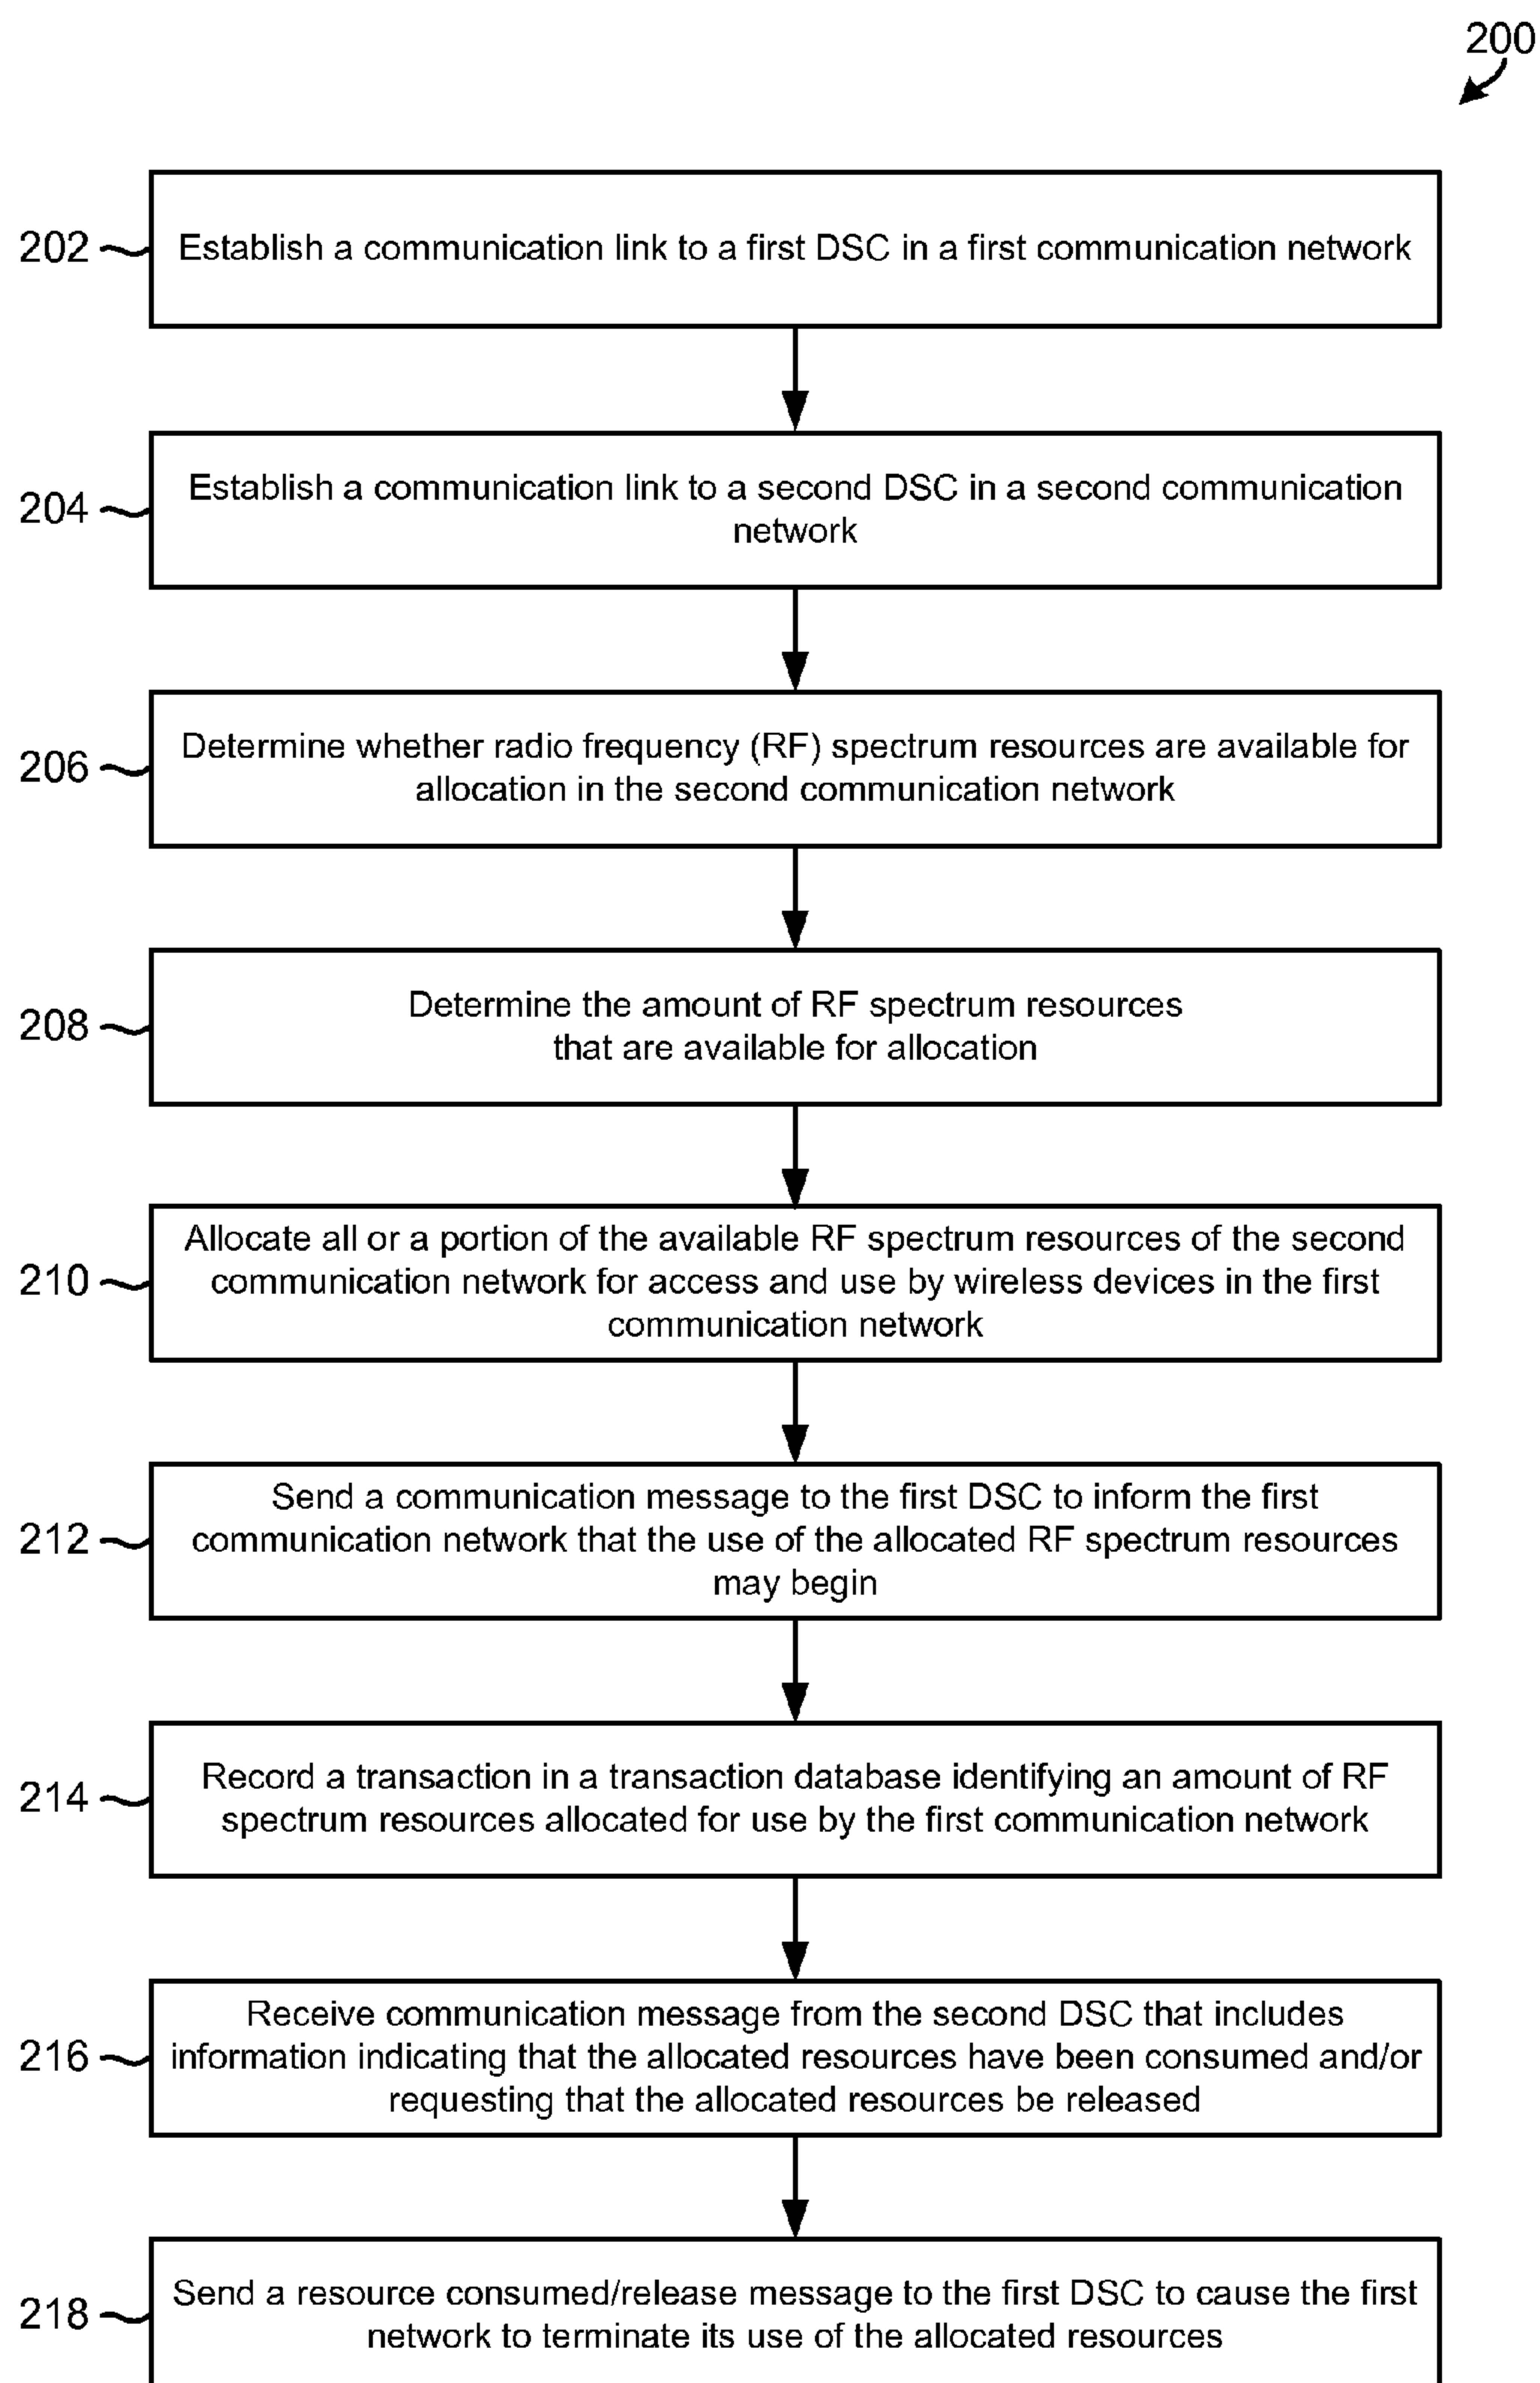 200
202
Establish a communication link to a first DSC in a first communication network
204
Establish a communication link to a second DSC in a second communication
network
206
Determine whether radio frequency (RF) spectrum resources are available for
allocation in the second communication network
208
Determine the amount of RF spectrum resources
that are available for allocation
210
Allocate all or a portion of the available RF spectrum resources of the second
communication network for access and use by wireless devices in the first
communication network
212
Send a communication message to the first DSC to inform the first
communication network that the use of the allocated RF spectrum resources
may begin
214
Record a transaction in a transaction database identifying an amount of RF
spectrum resources allocated for use by the first communication network
216
Receive communication message from the second DSC that includes
information indicating that the allocated resources have been consumed and/or
requesting that the allocated resources be released
218
Send a resource consumed/release message to the first DSC to cause the first
network to terminate its use of the allocated resources